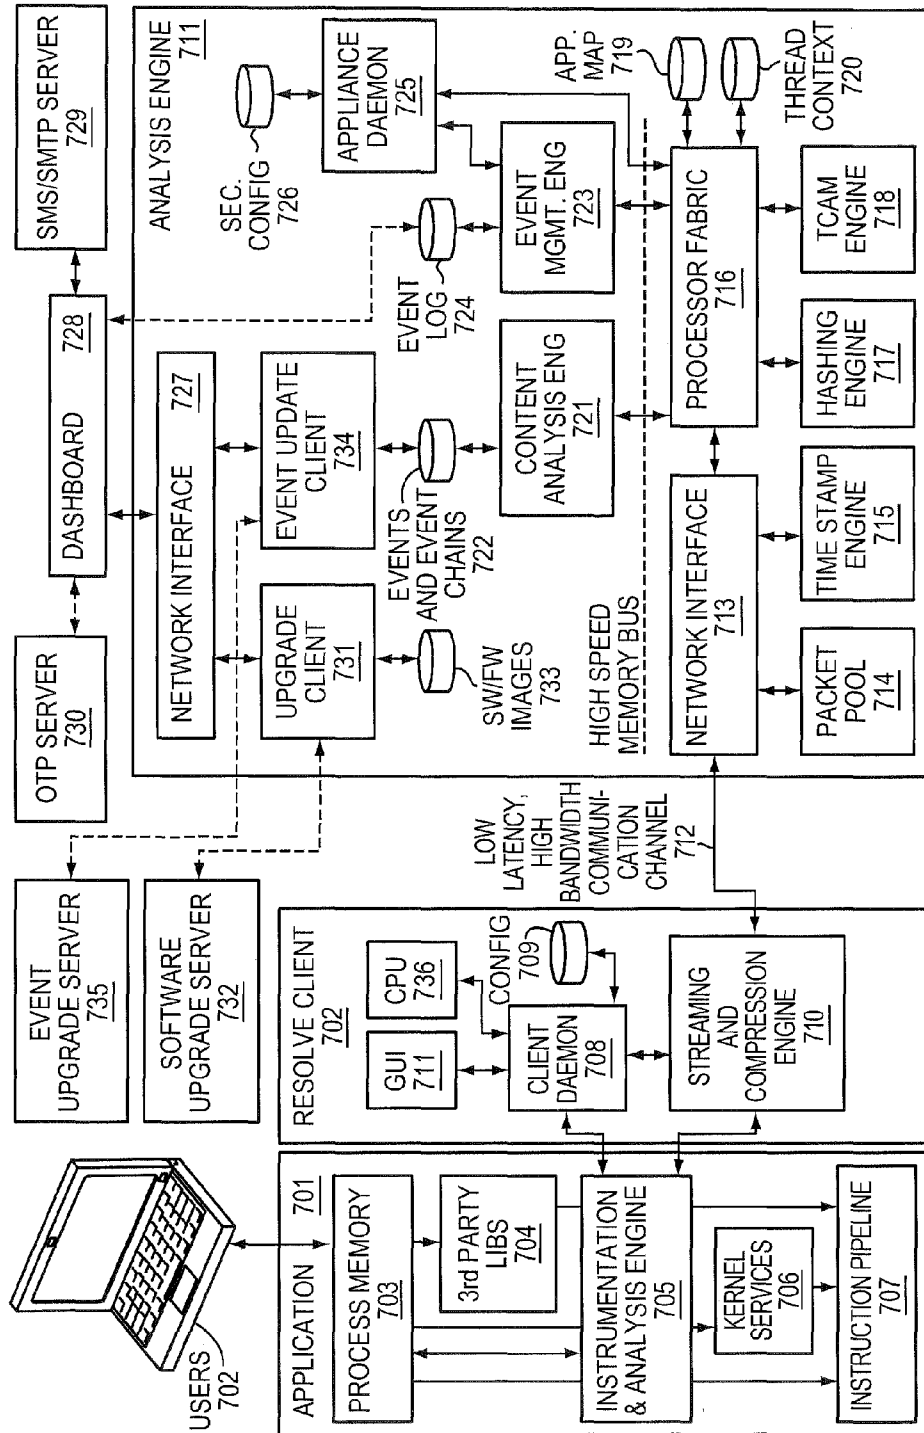 USERS
702
APPLICATION 701
PROCESS MEMORY
703
3rd PARTY
LIBS
704
INSTRUMENTATION
& ANALYSIS ENGINE
705
KERNEL
SERVICES
706
INSTRUCTION PIPELINE
707
EVENT
UPGRADE SERVER
735
SOFTWARE
UPGRADE SERVER
732
RESOLVE CLIENT
702
GUI
711
CPU
736
CONFIG
709
CLIENT
DAEMON
708
STREAMING
AND
COMPRESSION
ENGINE
710
LOW
LATENCY,
HIGH
BANDWIDTH
COMMUNI-
CATION
CHANNEL
712
OTP SERVER
730
DASHBOARD 728
SMS/SMTP SERVER
729
ANALYSIS ENGINE
711
NETWORK INTERFACE 727
UPGRADE
CLIENT
731
EVENT UPDATE
CLIENT
734
SW/FW
IMAGES
733
EVENTS
AND EVENT
CHAINS
722
EVENT
LOG
724
SEC.
CONFIG
726
APPLIANCE
DAEMON
725
CONTENT
ANALYSIS ENG
721
EVENT
MGMT. ENG
723
HIGH SPEED
MEMORY BUS
APP.
MAP
719
THREAD
CONTEXT
720
NETWORK INTERFACE
713
PROCESSOR FABRIC
716
PACKET
POOL
714
TIME STAMP
ENGINE
715
HASHING
ENGINE
717
TCAM
ENGINE
718